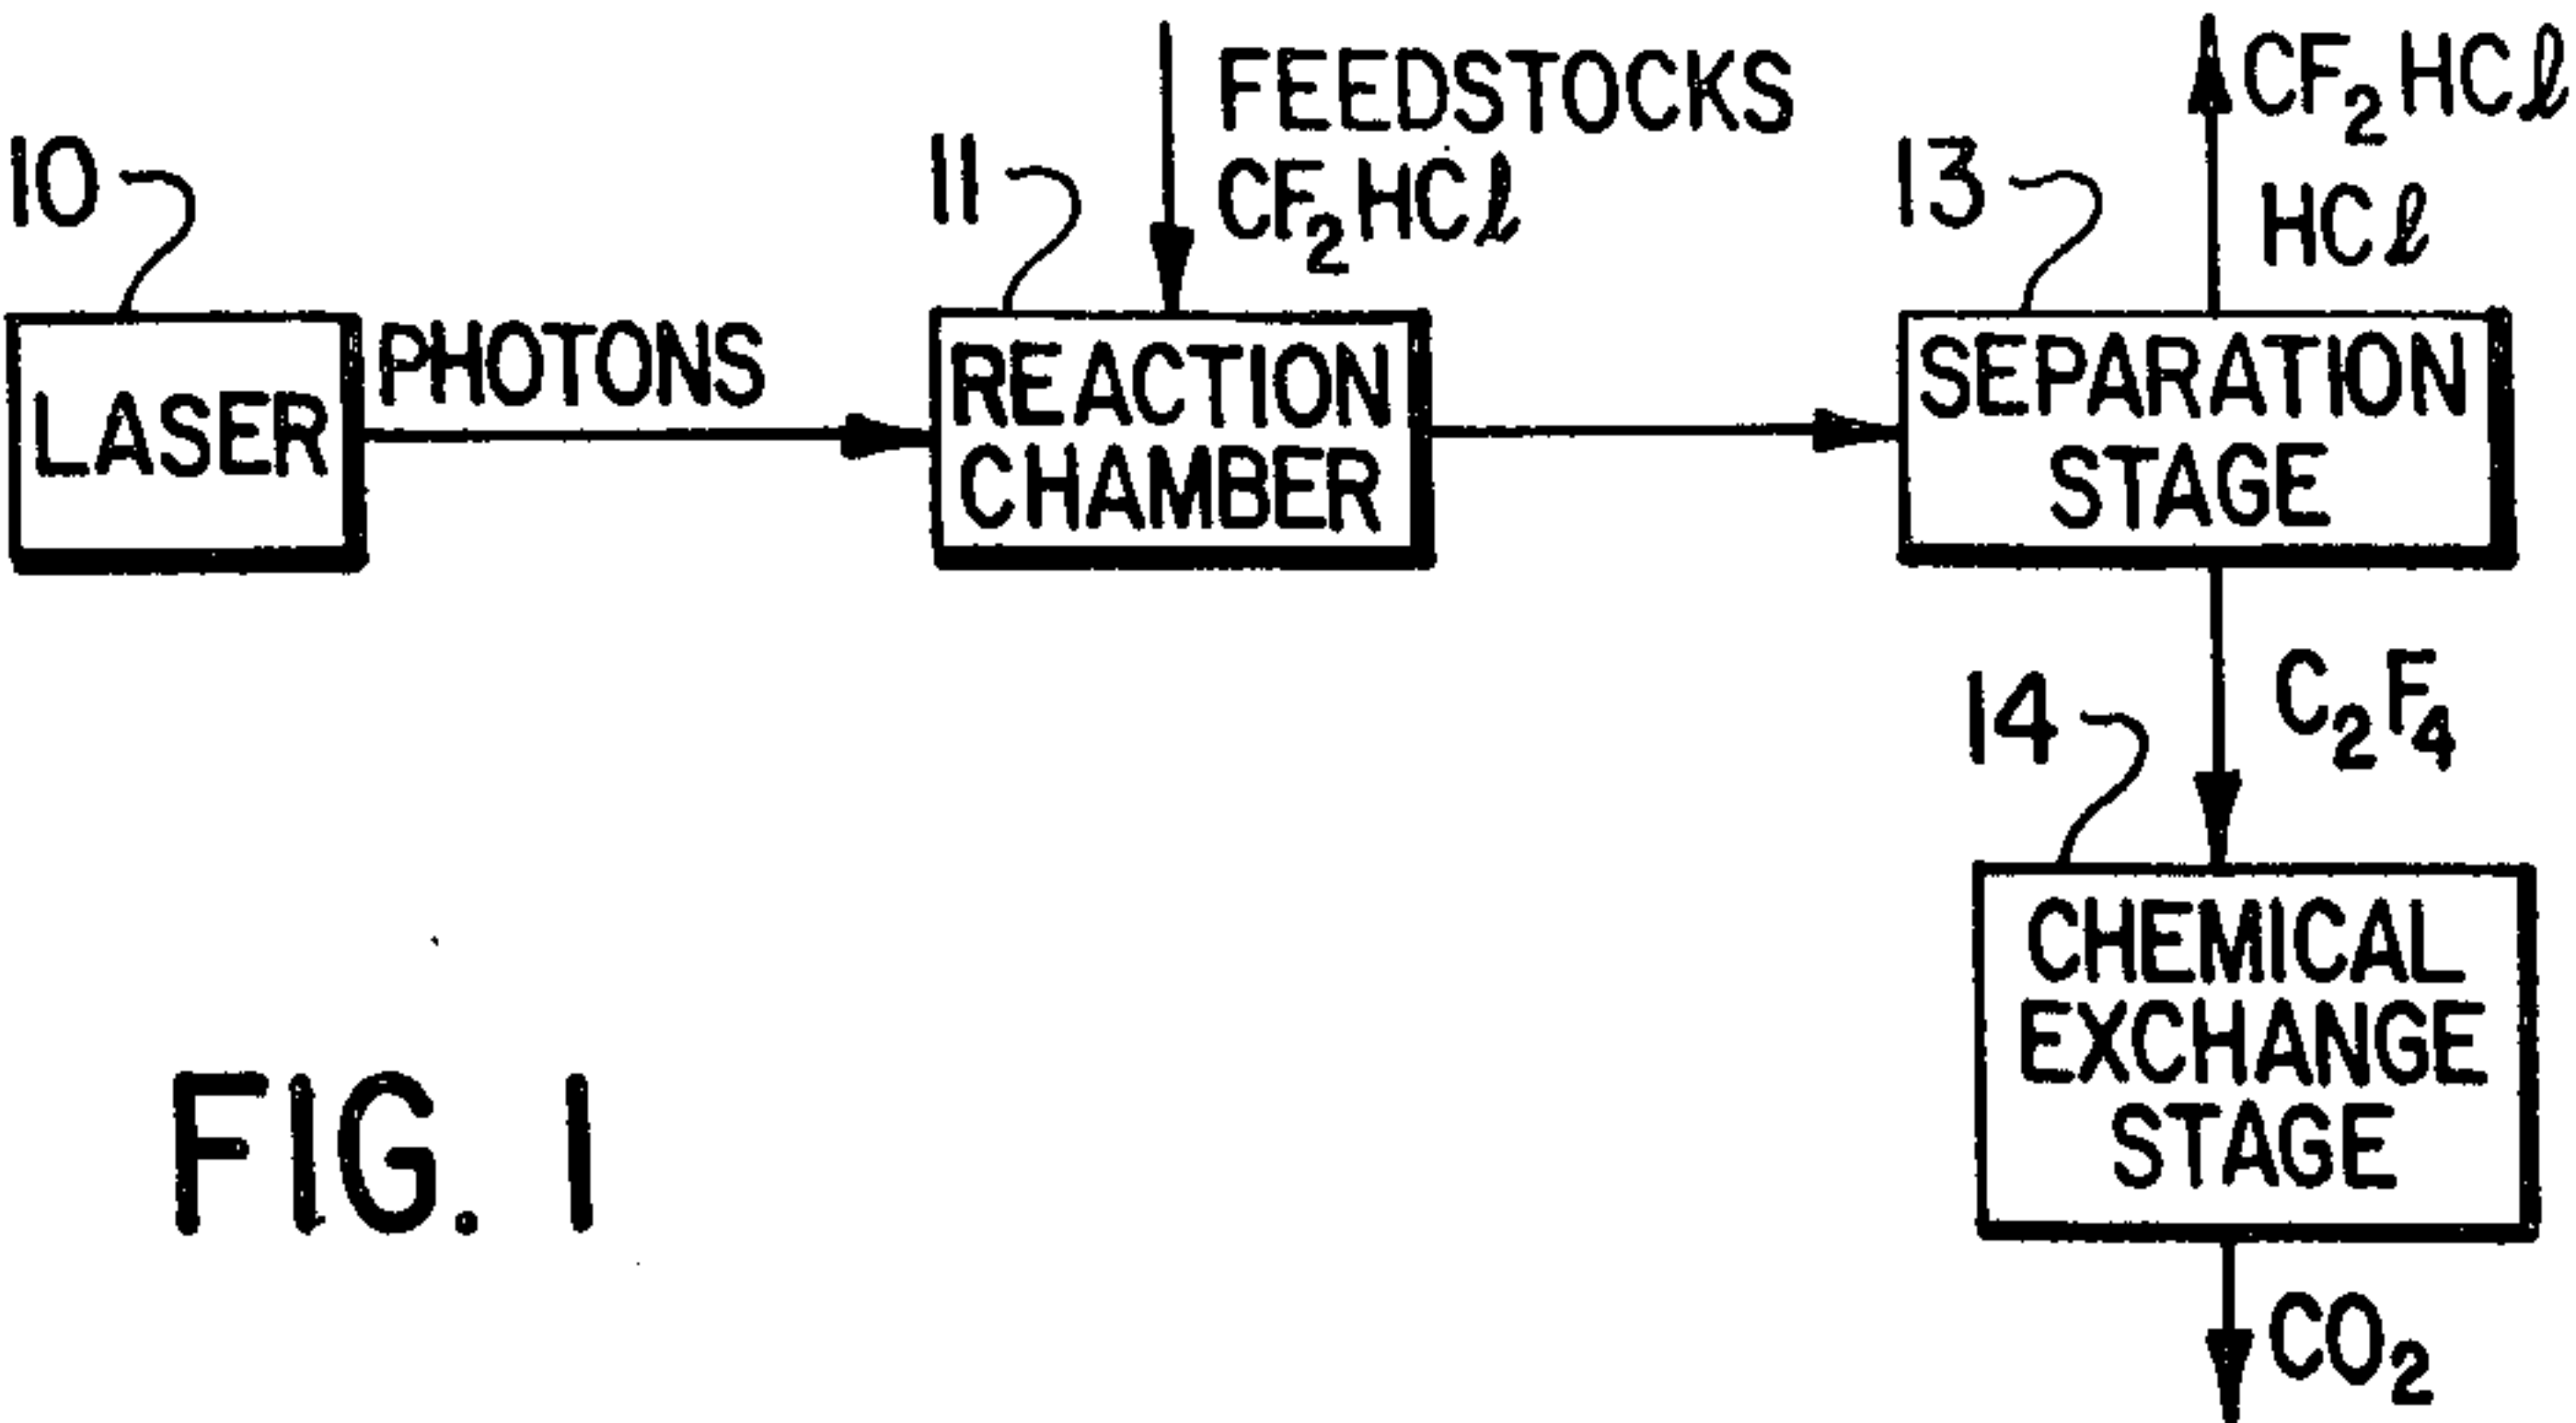 10
LASER
PHOTONS
11
FEEDSTOCKS
CF₂HCℓ
REACTION
CHAMBER
13
CF₂HCℓ
HCℓ
SEPARATION
STAGE
C₂F₄
14
CHEMICAL
EXCHANGE
STAGE
CO₂
FIG. 1